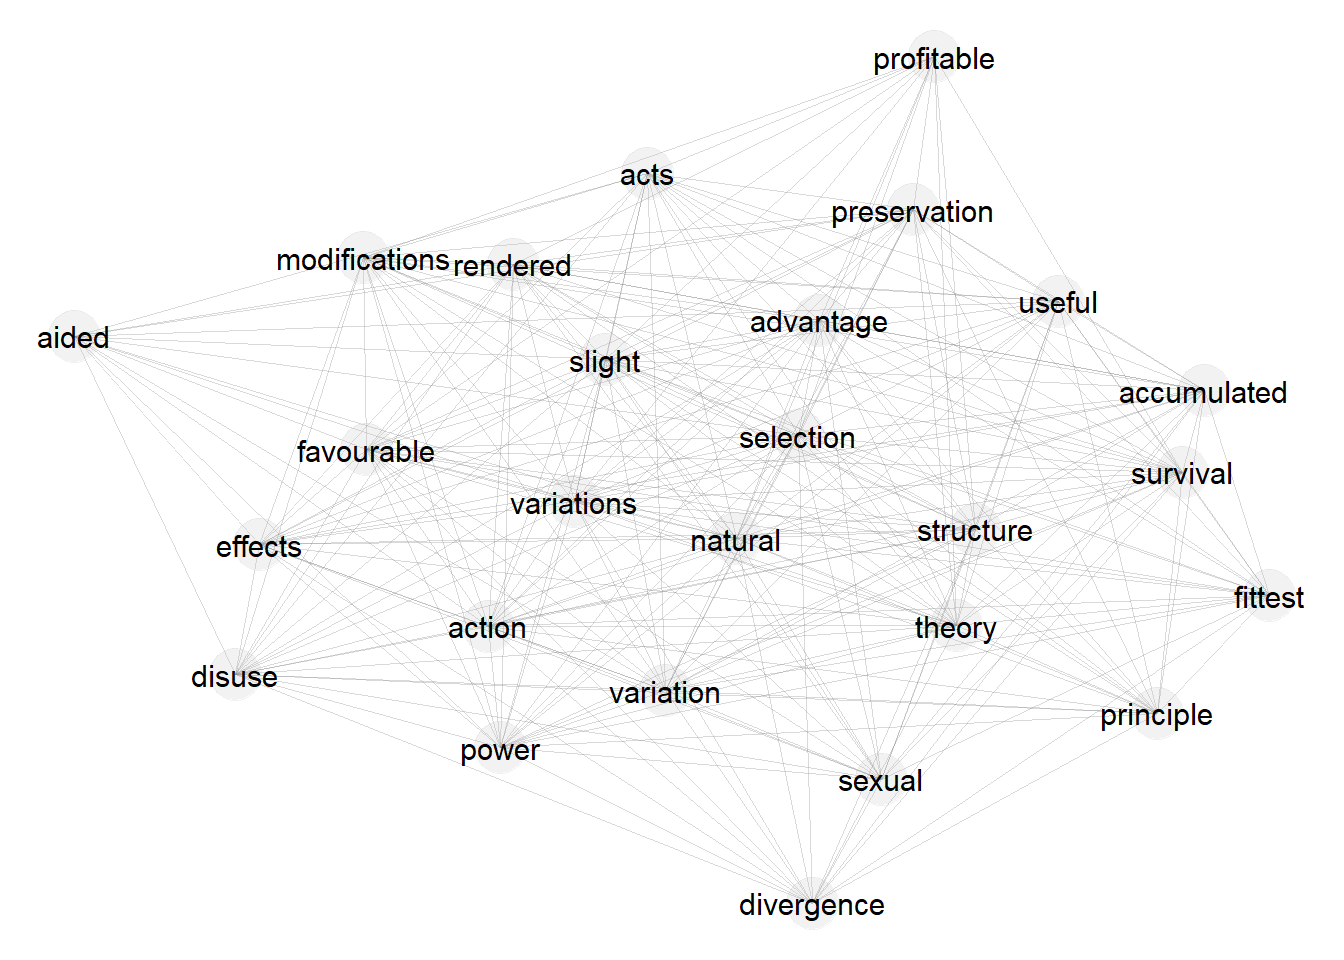 profitable
acts
preservation
modifications
rendered
useful
advantage
aided
slight
accumulated
selection
favourable
survival
variations
structure
natural
effects
fittest
action
theory
disuse
variation
principle
power
sexual
divergence